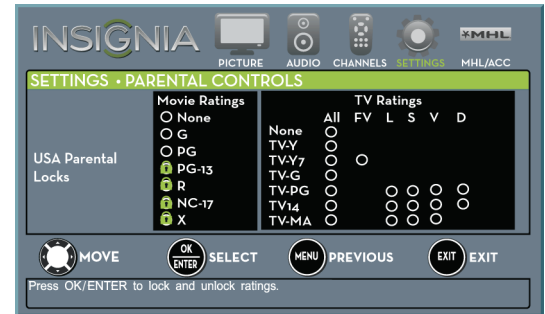 INSIGNIA
PICTURE AUDIO CHANNELS SETTINGS MHL/ACC
MHL
SETTINGS • PARENTAL CONTROLS
USA Parental
Locks
Movie Ratings
None
G
PG
PG-13
R
NC-17
X
TV Ratings
All FV L S V D
None
TV-Y
TV-Y7
TV-G
TV-PG
TV14
TV-MA
MOVE
OK
ENTER
SELECT
MENU
PREVIOUS
EXIT
EXIT
Press OK/ENTER to lock and unlock ratings.